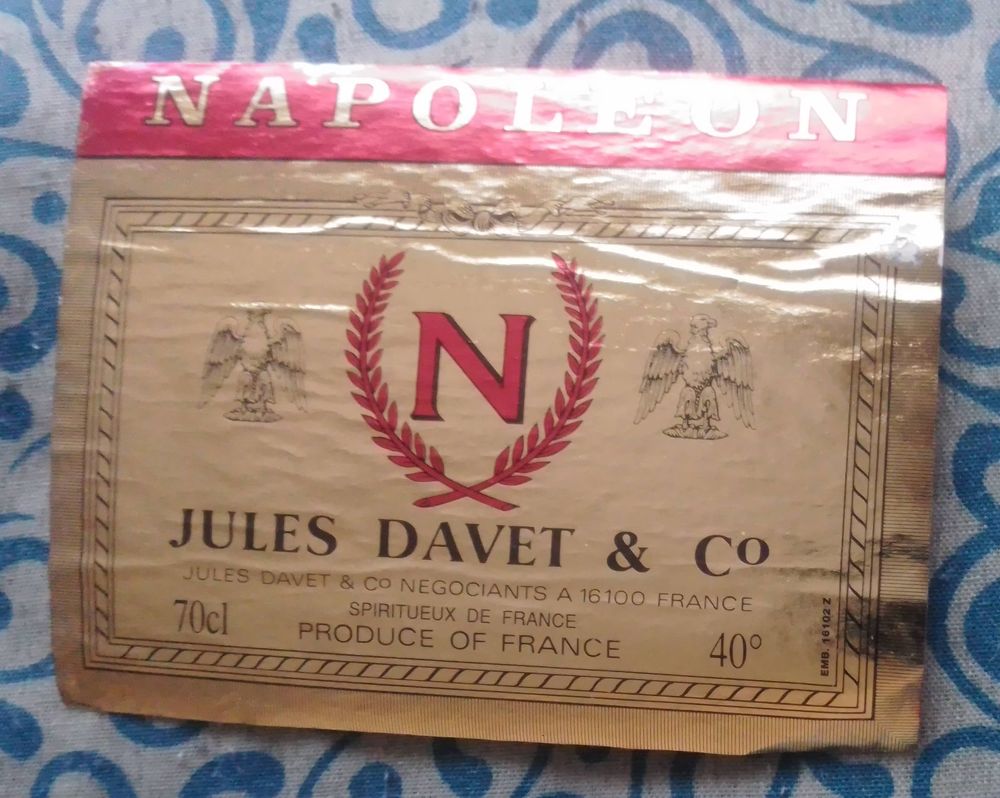 NAPOLEON
N
JULES DAVET & Co
JULES DAVET & Co NEGOCIANTS A 16100 FRANCE
SPIRITUEUX DE FRANCE
70cl
PRODUCE OF FRANCE
40°
EMB. 16102 Z